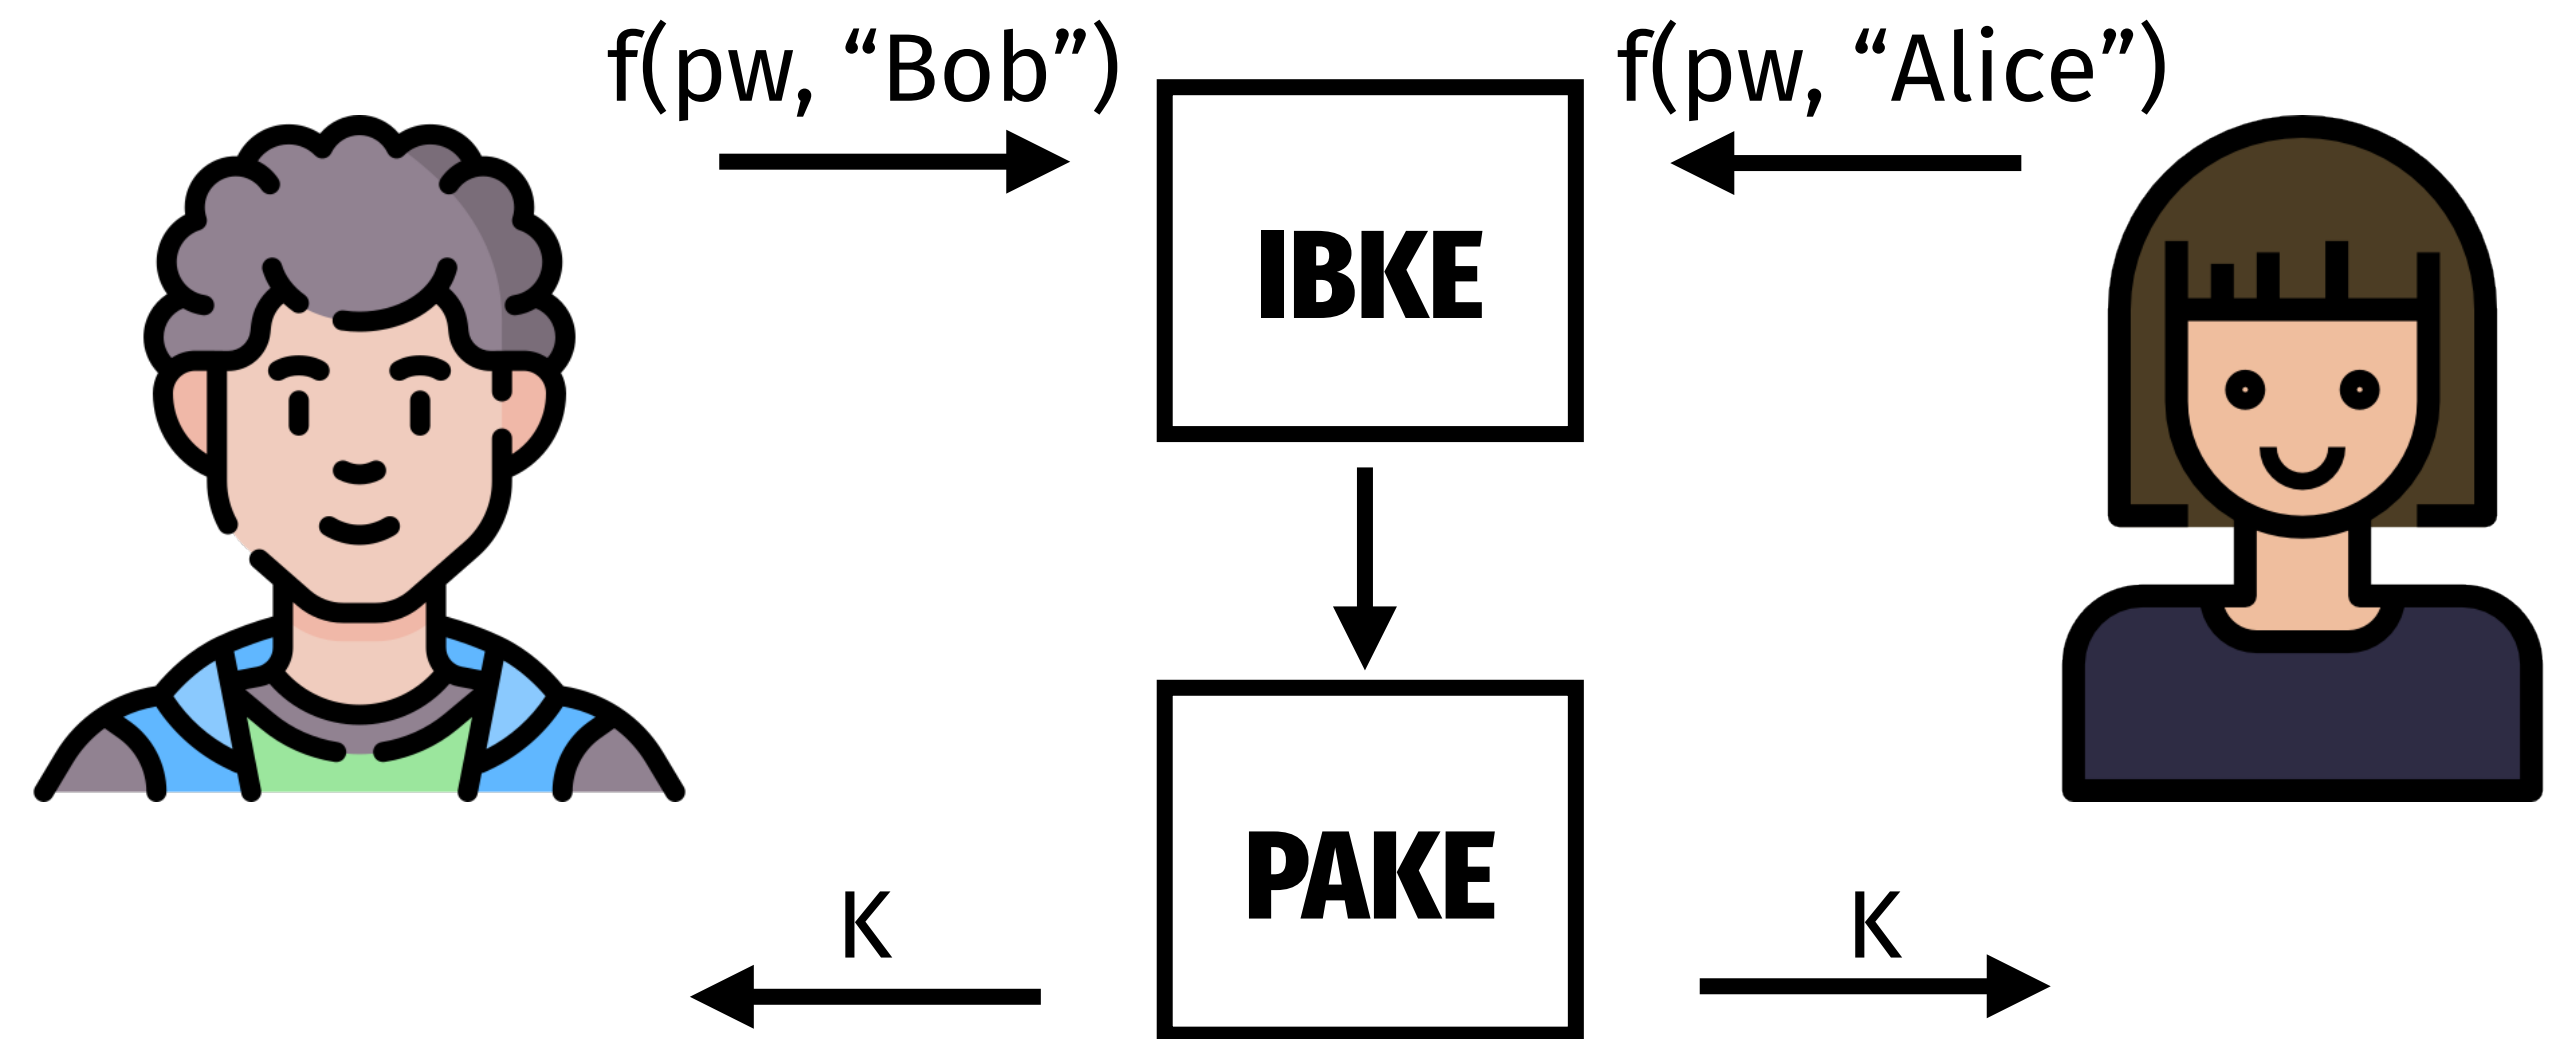 f(pw, “Bob”)
f(pw, “Alice”)
IBKE
PAKE
K
K